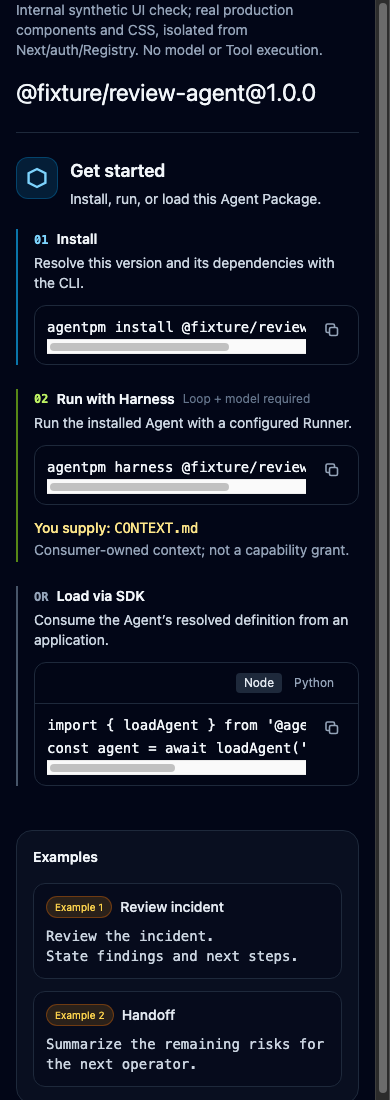 Internal synthetic UI check; real production
components and CSS, isolated from
Next/auth/Registry. No model or Tool execution.
@fixture/review-agent@1.0.0
Get started
Install, run, or load this Agent Package.
01 Install
Resolve this version and its dependencies with
the CLI.
agentpm install @fixture/review
02 Run with Harness Loop + model required
Run the installed Agent with a configured Runner.
agentpm harness @fixture/review
You supply: CONTEXT.md
Consumer-owned context; not a capability grant.
OR Load via SDK
Consume the Agent’s resolved definition from an
application.
Node Python
import { loadAgent } from '@age
const agent = await loadAgent('
Examples
Example 1 Review incident
Review the incident.
State findings and next steps.
Example 2 Handoff
Summarize the remaining risks for
the next operator.